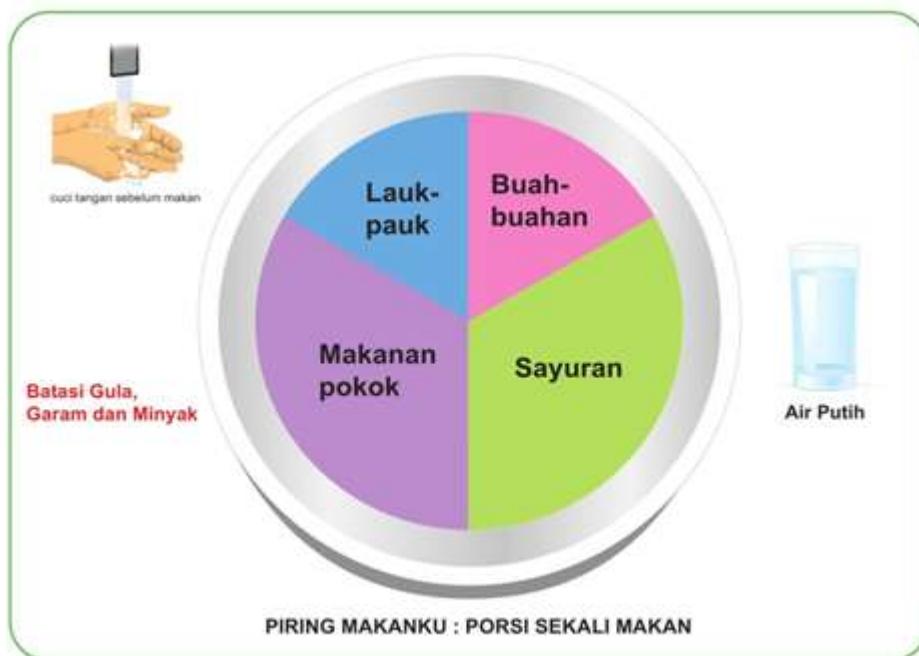 cuci tangan sebelum makan
Lauk-
pauk
Buah-
buahan
Makanan
pokok
Sayuran
Batasi Gula,
Garam dan Minyak
Air Putih
PIRING MAKANKU : PORSI SEKALI MAKAN